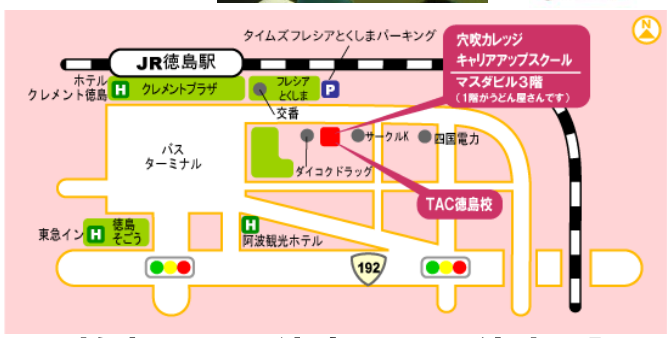 タイムズフレシアとくしまパーキング
穴吹カレッジ
キャリアアップスクール
マスダビル3階
(1階がうどん屋さんです)
N
JR徳島駅
ホテル
クレメント徳島
H
クレメントプラザ
フレシア
とくしま
P
交番
サークルK
四国電力
バス
ターミナル
ダイコクドラッグ
TAC徳島校
東急イン
H
徳島
そごう
H
阿波観光ホテル
192